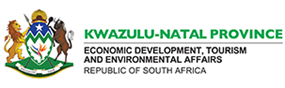 KWAZULU-NATAL PROVINCE
ECONOMIC DEVELOPMENT, TOURISM
AND ENVIRONMENTAL AFFAIRS
REPUBLIC OF SOUTH AFRICA